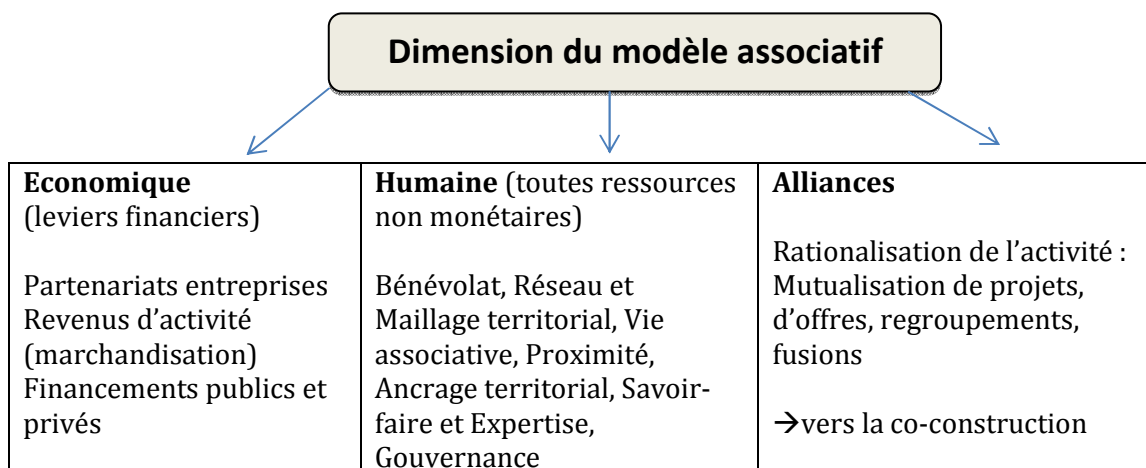 Dimension du modèle associatif
Economique
(leviers financiers)
Partenariats entreprises
Revenus d’activité
(marchandisation)
Financements publics et
privés
Humaine (toutes ressources
non monétaires)
Bénévolat, Réseau et
Maillage territorial, Vie
associative, Proximité,
Ancrage territorial, Savoir-
faire et Expertise,
Gouvernance
Alliances
Rationalisation de l’activité :
Mutualisation de projets,
d’offres, regroupements,
fusions
→vers la co-construction